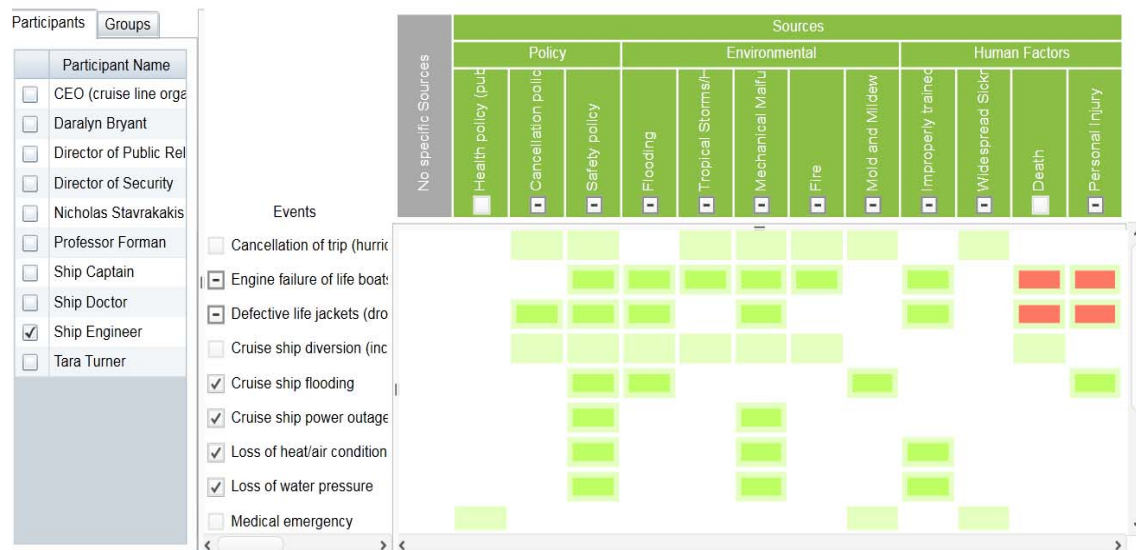 Participants
Groups
Participant Name
CEO (cruise line orga
Daralyn Bryant
Director of Public Rel
Director of Security
Nicholas Stavrakakis
Professor Forman
Ship Captain
Ship Doctor
Ship Engineer
Tara Turner
Sources
Policy
Environmental
Human Factors
No specific Sources
Health policy (pub
Cancellation polic
Safety policy
Flooding
Tropical Storms/H
Mechanical Malfu
Fire
Mold and Mildew
Improperly trained
Widespread Sickr
Death
Personal Injury
Events
Cancellation of trip (hurric
Engine failure of life boats
Defective life jackets (dro
Cruise ship diversion (inc
Cruise ship flooding
Cruise ship power outage
Loss of heat/air condition
Loss of water pressure
Medical emergency